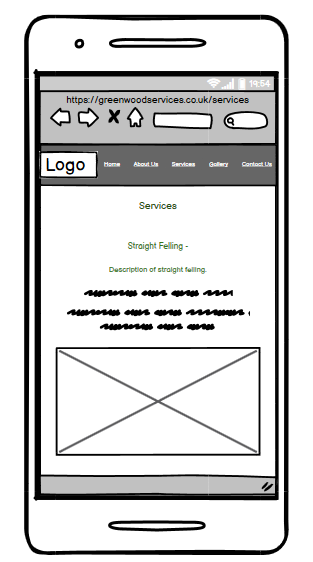 19:54
https://greenwoodservices.co.uk/services
Logo Home About Us Services Gallery Contact Us
Services
Straight Felling -
Description of straight felling.